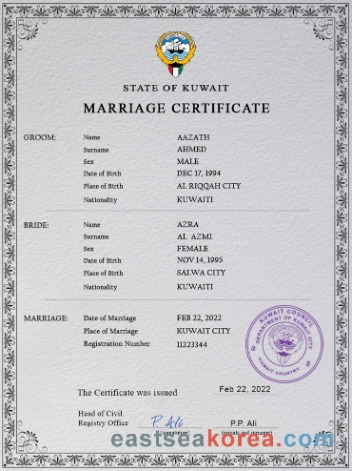 STATE OF KUWAIT
MARRIAGE CERTIFICATE
GROOM: Name AAZATH
Surname AHMED
Sex MALE
Date of Birth DEC 17, 1994
Place of Birth AL RIQQAH CITY
Nationality KUWAITI
BRIDE: Name AZRA
Surname AL AZMI
Sex FEMALE
Date of Birth NOV 14, 1995
Place of Birth SALWA CITY
Nationality KUWAITI
MARRIAGE: Date of Marriage FEB 22, 2022
Place of Marriage KUWAIT CITY
Registration Number 11223344
KUWAIT COUNCIL
DEPARTMENT OF KUWAIT CITY
KUWAIT COUNTRY
The Certificate was issued Feb 22, 2022
Head of Civil
Registry Office P. Ali P.P. Ali
eastseakorea.com